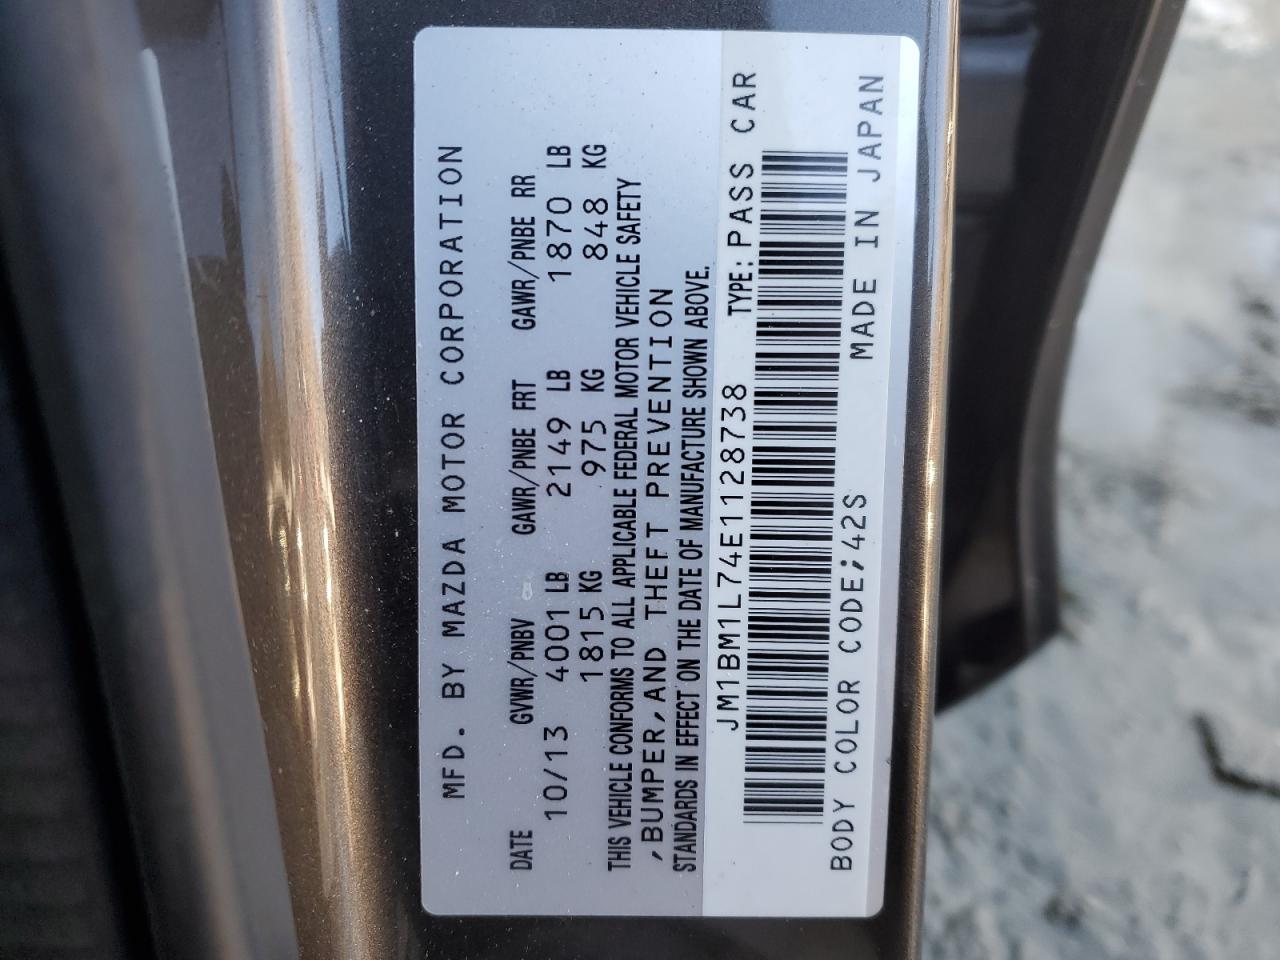 MFD. BY MAZDA MOTOR CORPORATION
DATE GVWR/PNBV GAWR/PNBE FRT GAWR/PNBE RR
10/13 4001 LB 2149 LB 1870 LB
1815 KG 975 KG 848 KG
THIS VEHICLE CONFORMS TO ALL APPLICABLE FEDERAL MOTOR VEHICLE SAFETY
,BUMPER,AND THEFT PREVENTION
STANDARDS IN EFFECT ON THE DATE OF MANUFACTURE SHOWN ABOVE.
JM1BM1L74E1128738 TYPE:PASS CAR
BODY COLOR CODE;42S MADE IN JAPAN